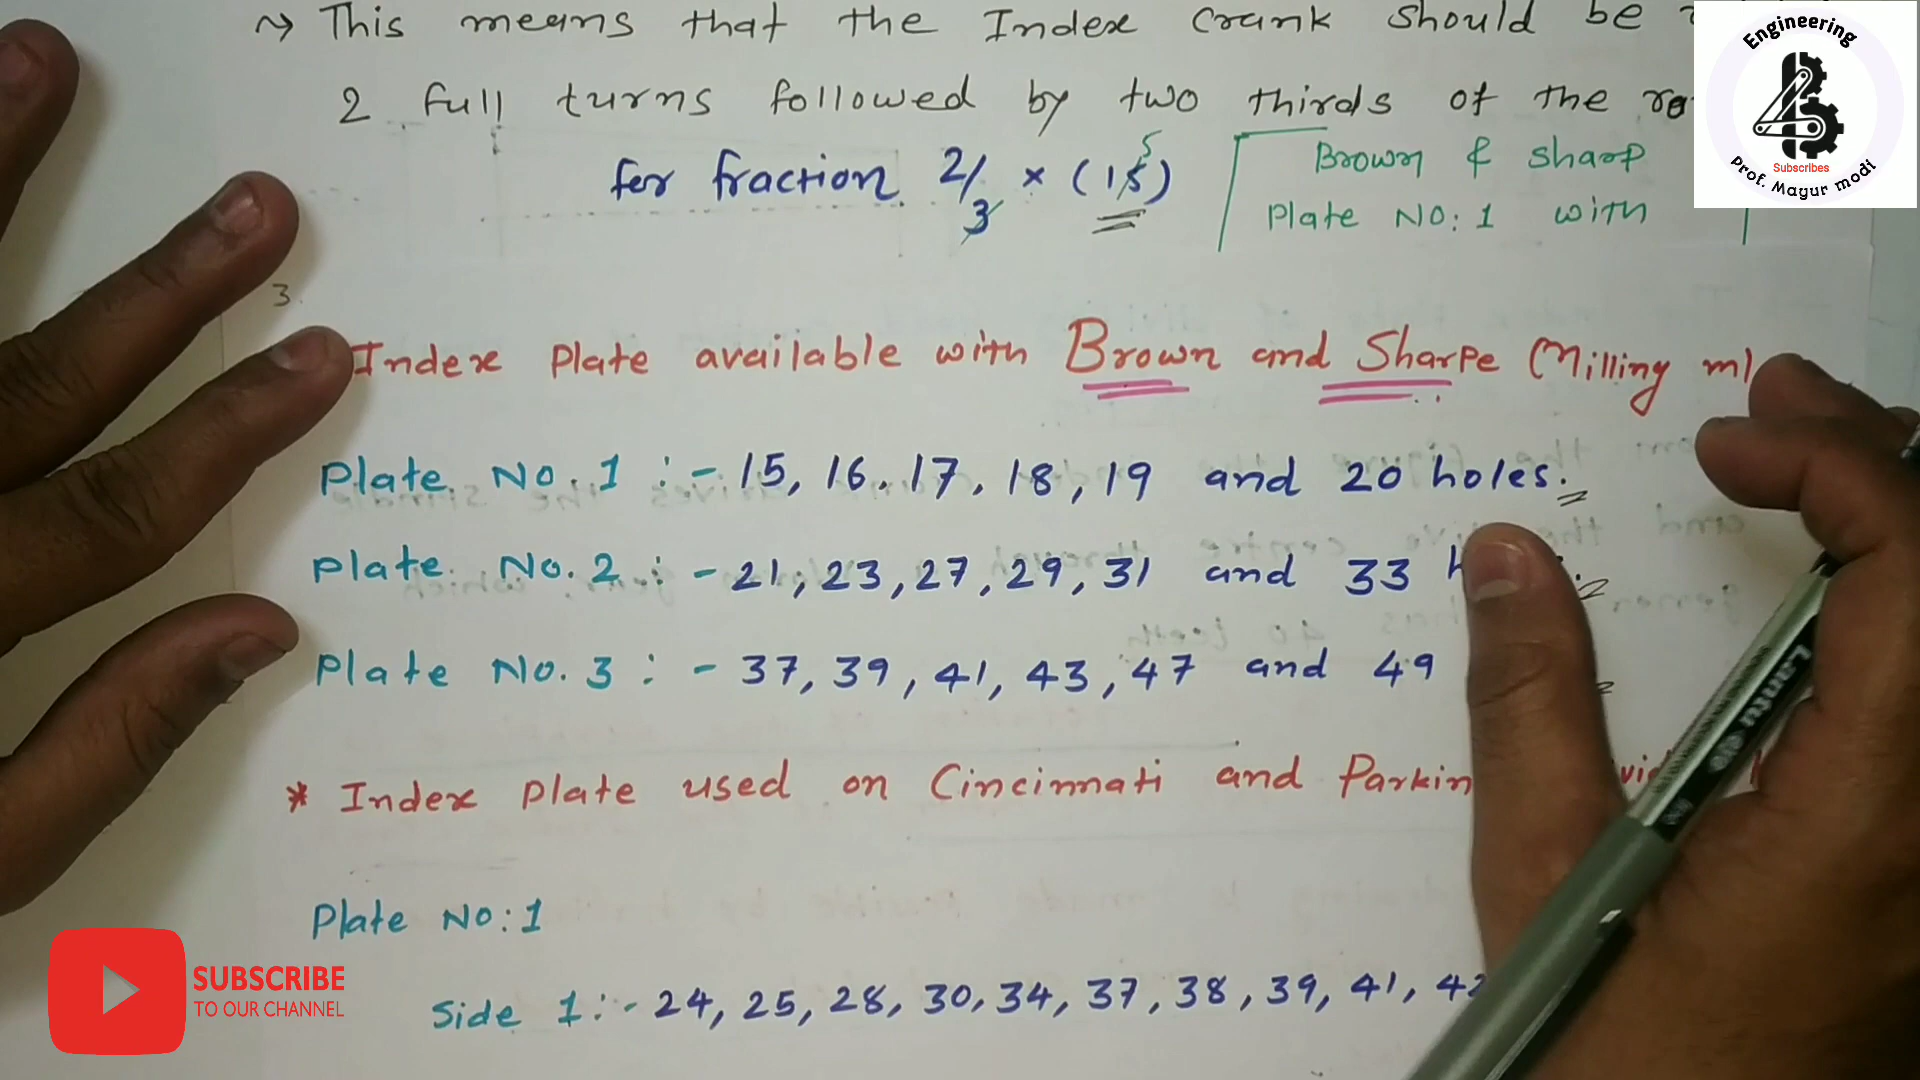 ~> This means that the Index crank should be
2 full turns followed by two thirds of the
for fraction 2/3 × (15) 5
Brown & sharp
Plate NO: 1 with
3.
Index Plate available with Brown and Sharpe (Milling m/
Plate No. 1 :- 15, 16, 17, 18, 19 and 20 holes.
Plate No. 2 :- 21, 23, 27, 29, 31 and 33 h
Plate No. 3 :- 37, 39, 41, 43, 47 and 49
* Index plate used on Cincinnati and Parkin
Plate No:1
Side 1:- 24, 25, 28, 30, 34, 37, 38, 39, 41, 42
Engineering
Subscribes
Prof. Mayur modi
SUBSCRIBE
TO OUR CHANNEL